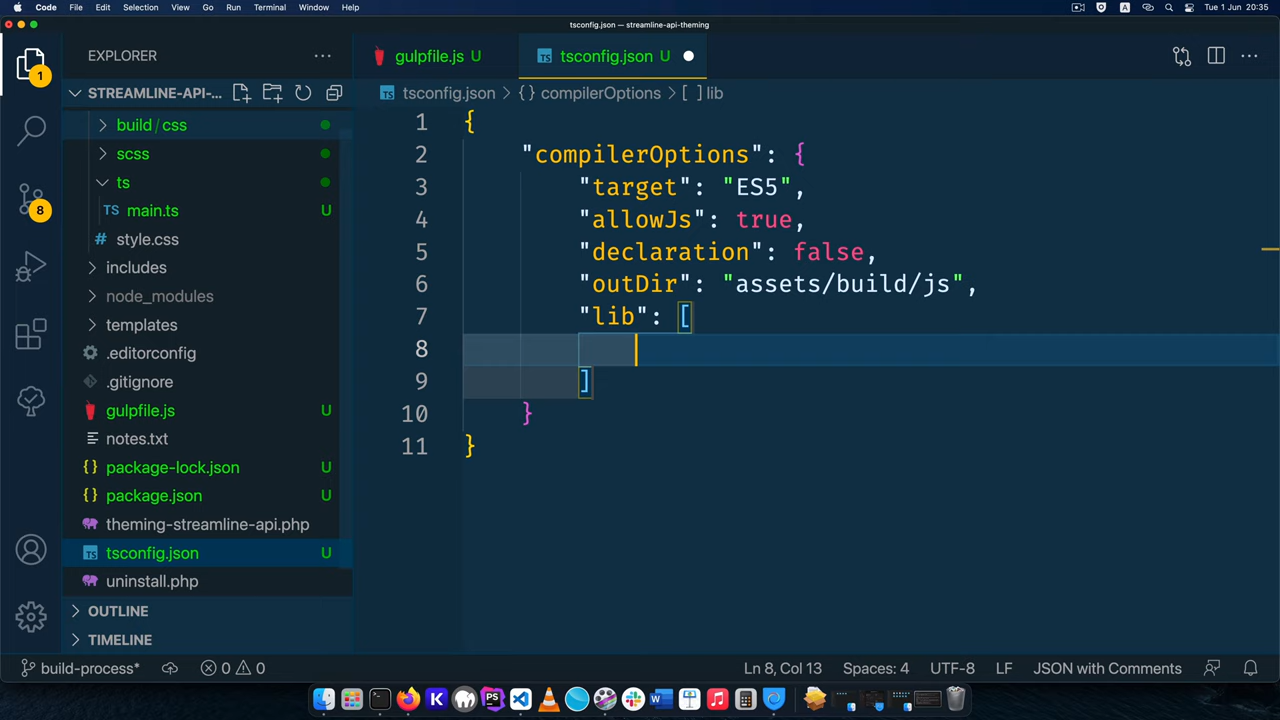 Code File Edit Selection View Go Run Terminal Window Help A Tue 1 Jun 20:35
tsconfig.json — streamline-api-theming
EXPLORER
gulpfile.js U
TS tsconfig.json U
1
STREAMLINE-API-...
TS tsconfig.json > {} compilerOptions > [ ] lib
build / css
scss
ts
TS main.ts U
# style.css
includes
node_modules
templates
.editorconfig
.gitignore
gulpfile.js U
notes.txt
{} package-lock.json U
{} package.json U
theming-streamline-api.php
TS tsconfig.json U
uninstall.php
OUTLINE
TIMELINE
8
1 {
2 "compilerOptions": {
3 "target": "ES5",
4 "allowJs": true,
5 "declaration": false,
6 "outDir": "assets/build/js",
7 "lib": [
8
9 ]
10 }
11 }
build-process* 0 0 Ln 8, Col 13 Spaces: 4 UTF-8 LF JSON with Comments
K PS W